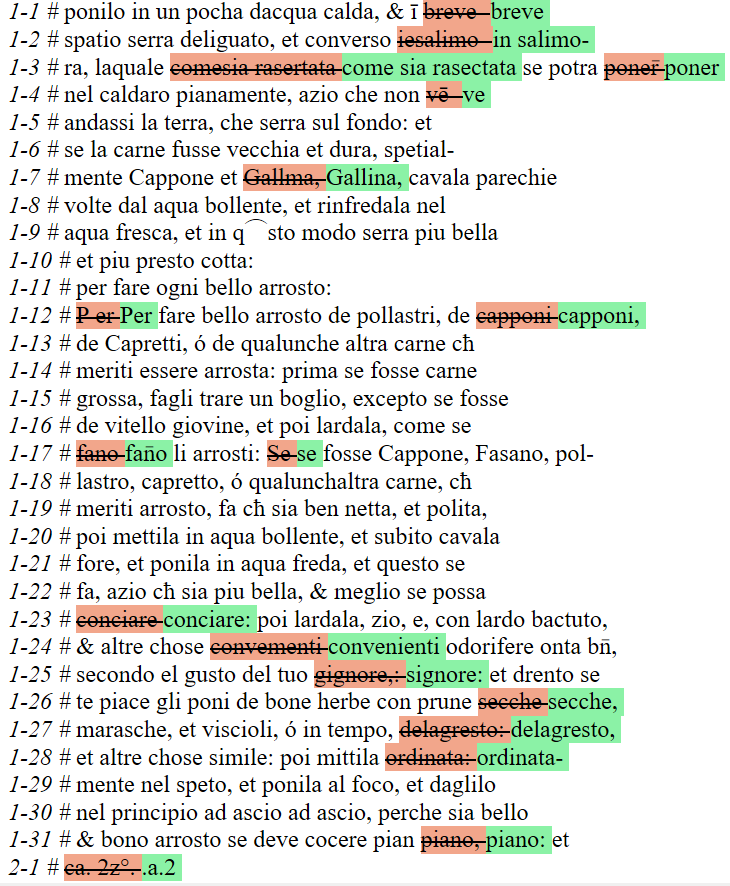 1-1 # ponilo in un pocha dacqua calda, & ī breve breve
1-2 # spatio serra deliguato, et converso iesalimo in salimo-
1-3 # ra, laquale comesia rasertata come sia rasectata se potra poner̄ poner
1-4 # nel caldaro pianamente, azio che non vē ve
1-5 # andassi la terra, che serra sul fondo: et
1-6 # se la carne fusse vecchia et dura, spetial-
1-7 # mente Cappone et Gallma, Gallina, cavala parechie
1-8 # volte dal aqua bollente, et rinfredala nel
1-9 # aqua fresca, et in q⁀sto modo serra piu bella
1-10 # et piu presto cotta:
1-11 # per fare ogni bello arrosto:
1-12 # P er Per fare bello arrosto de pollastri, de capponi capponi,
1-13 # de Capretti, ó de qualunche altra carne cħ
1-14 # meriti essere arrosta: prima se fosse carne
1-15 # grossa, fagli trare un boglio, excepto se fosse
1-16 # de vitello giovine, et poi lardala, come se
1-17 # fano fan̄o li arrosti: Se se fosse Cappone, Fasano, pol-
1-18 # lastro, capretto, ó qualunchaltra carne, cħ
1-19 # meriti arrosto, fa cħ sia ben netta, et polita,
1-20 # poi mettila in aqua bollente, et subito cavala
1-21 # fore, et ponila in aqua freda, et questo se
1-22 # fa, azio cħ sia piu bella, & meglio se possa
1-23 # conciare conciare: poi lardala, zio, e, con lardo bactuto,
1-24 # & altre chose convementi convenienti odorifere onta bn̄,
1-25 # secondo el gusto del tuo gignore,: signore: et drento se
1-26 # te piace gli poni de bone herbe con prune secche secche,
1-27 # marasche, et viscioli, ó in tempo, delagresto: delagresto,
1-28 # et altre chose simile: poi mittila ordinata: ordinata-
1-29 # mente nel speto, et ponila al foco, et daglilo
1-30 # nel principio ad ascio ad ascio, perche sia bello
1-31 # & bono arrosto se deve cocere pian piano, piano: et
2-1 # ca. 2z°. .a.2